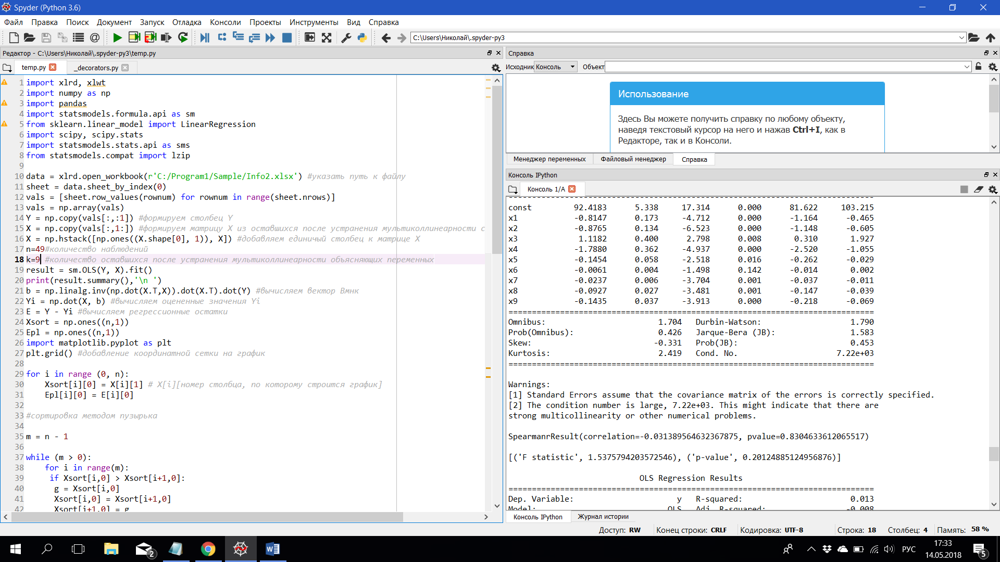 Spyder (Python 3.6)
Файл Правка Поиск Документ Запуск Отладка Консоли Проекты Инструменты Вид Справка
C:\Users\Николай\.spyder-py3
Редактор - C:\Users\Николай\.spyder-py3\temp.py
temp.py _decorators.py
1 import xlrd, xlwt
2 import numpy as np
3 import pandas
4 import statsmodels.formula.api as sm
5 from sklearn.linear_model import LinearRegression
6 import scipy, scipy.stats
7 import statsmodels.stats.api as sms
8 from statsmodels.compat import lzip
9
10 data = xlrd.open_workbook(r'C:/Program1/Sample/Info2.xlsx') #указать путь к файлу
11 sheet = data.sheet_by_index(0)
12 vals = [sheet.row_values(rownum) for rownum in range(sheet.nrows)]
13 vals = np.array(vals)
14 Y = np.copy(vals[:,:1]) #формируем столбец Y
15 X = np.copy(vals[:,1:]) #формируем матрицу X из оставшихся после устранения мультиколлинеарности с
16 X = np.hstack([np.ones((X.shape[0], 1)), X]) #добавляем единичый столбец к матрице X
17 n=49#количество наблюдений
18 k=9 #количество оставшихся после устранения мультиколлинеарности объясняющих переменных
19 result = sm.OLS(Y, X).fit()
20 print(result.summary(),'\n ')
21 b = np.linalg.inv(np.dot(X.T,X)).dot(X.T).dot(Y) #вычисляем вектор Вмнк
22 Yi = np.dot(X, b) #вычисляем оцененные значения Yi
23 E = Y - Yi #вычисляем регрессионные остатки
24 Xsort = np.ones((n,1))
25 Epl = np.ones((n,1))
26 import matplotlib.pyplot as plt
27 plt.grid() #добавление координатной сетки на график
28
29 for i in range (0, n):
30 Xsort[i][0] = X[i][1] # X[i][номер столбца, по которому строится график]
31 Epl[i][0] = E[i][0]
32
33 #сортировка методом пузырька
34
35 m = n - 1
36
37 while (m > 0):
38 for i in range(m):
39 if Xsort[i,0] > Xsort[i+1,0]:
40 g = Xsort[i,0]
41 Xsort[i,0] = Xsort[i+1,0]
42 Xsort[i+1,0] = g
Справка
Исходник Консоль Объект
Использование
Здесь Вы можете получить справку по любому объекту,
наведя текстовый курсор на него и нажав Ctrl+I, как в
Редакторе, так и в Консоли.
Менеджер переменных Файловый менеджер Справка
Консоль IPython
Консоль 1/A
const 92.4183 5.338 17.314 0.000 81.622 103.215
x1 -0.8147 0.173 -4.712 0.000 -1.164 -0.465
x2 -0.8765 0.134 -6.523 0.000 -1.148 -0.605
x3 1.1182 0.400 2.798 0.008 0.310 1.927
x4 -1.7880 0.362 -4.937 0.000 -2.520 -1.055
x5 -0.1454 0.058 -2.518 0.016 -0.262 -0.029
x6 -0.0061 0.004 -1.498 0.142 -0.014 0.002
x7 -0.0237 0.006 -3.704 0.001 -0.037 -0.011
x8 -0.0927 0.027 -3.481 0.001 -0.147 -0.039
x9 -0.1435 0.037 -3.913 0.000 -0.218 -0.069
==============================================================================
Omnibus: 1.704 Durbin-Watson: 1.790
Prob(Omnibus): 0.426 Jarque-Bera (JB): 1.583
Skew: -0.331 Prob(JB): 0.453
Kurtosis: 2.419 Cond. No. 7.22e+03
==============================================================================
Warnings:
[1] Standard Errors assume that the covariance matrix of the errors is correctly specified.
[2] The condition number is large, 7.22e+03. This might indicate that there are
strong multicollinearity or other numerical problems.
SpearmanrResult(correlation=-0.031389564632367875, pvalue=0.8304633612065517)
[('F statistic', 1.5375794203572546), ('p-value', 0.20124885124956876)]
OLS Regression Results
==============================================================================
Dep. Variable: y R-squared: 0.013
Model: OLS Adj. R-squared: -0.008
Консоль IPython Журнал истории
Доступ: RW Конец строки: CRLF Кодировка: UTF-8 Строка: 18 Столбец: 4 Память: 58 %
2
РУС
17:33
14.05.2018
5